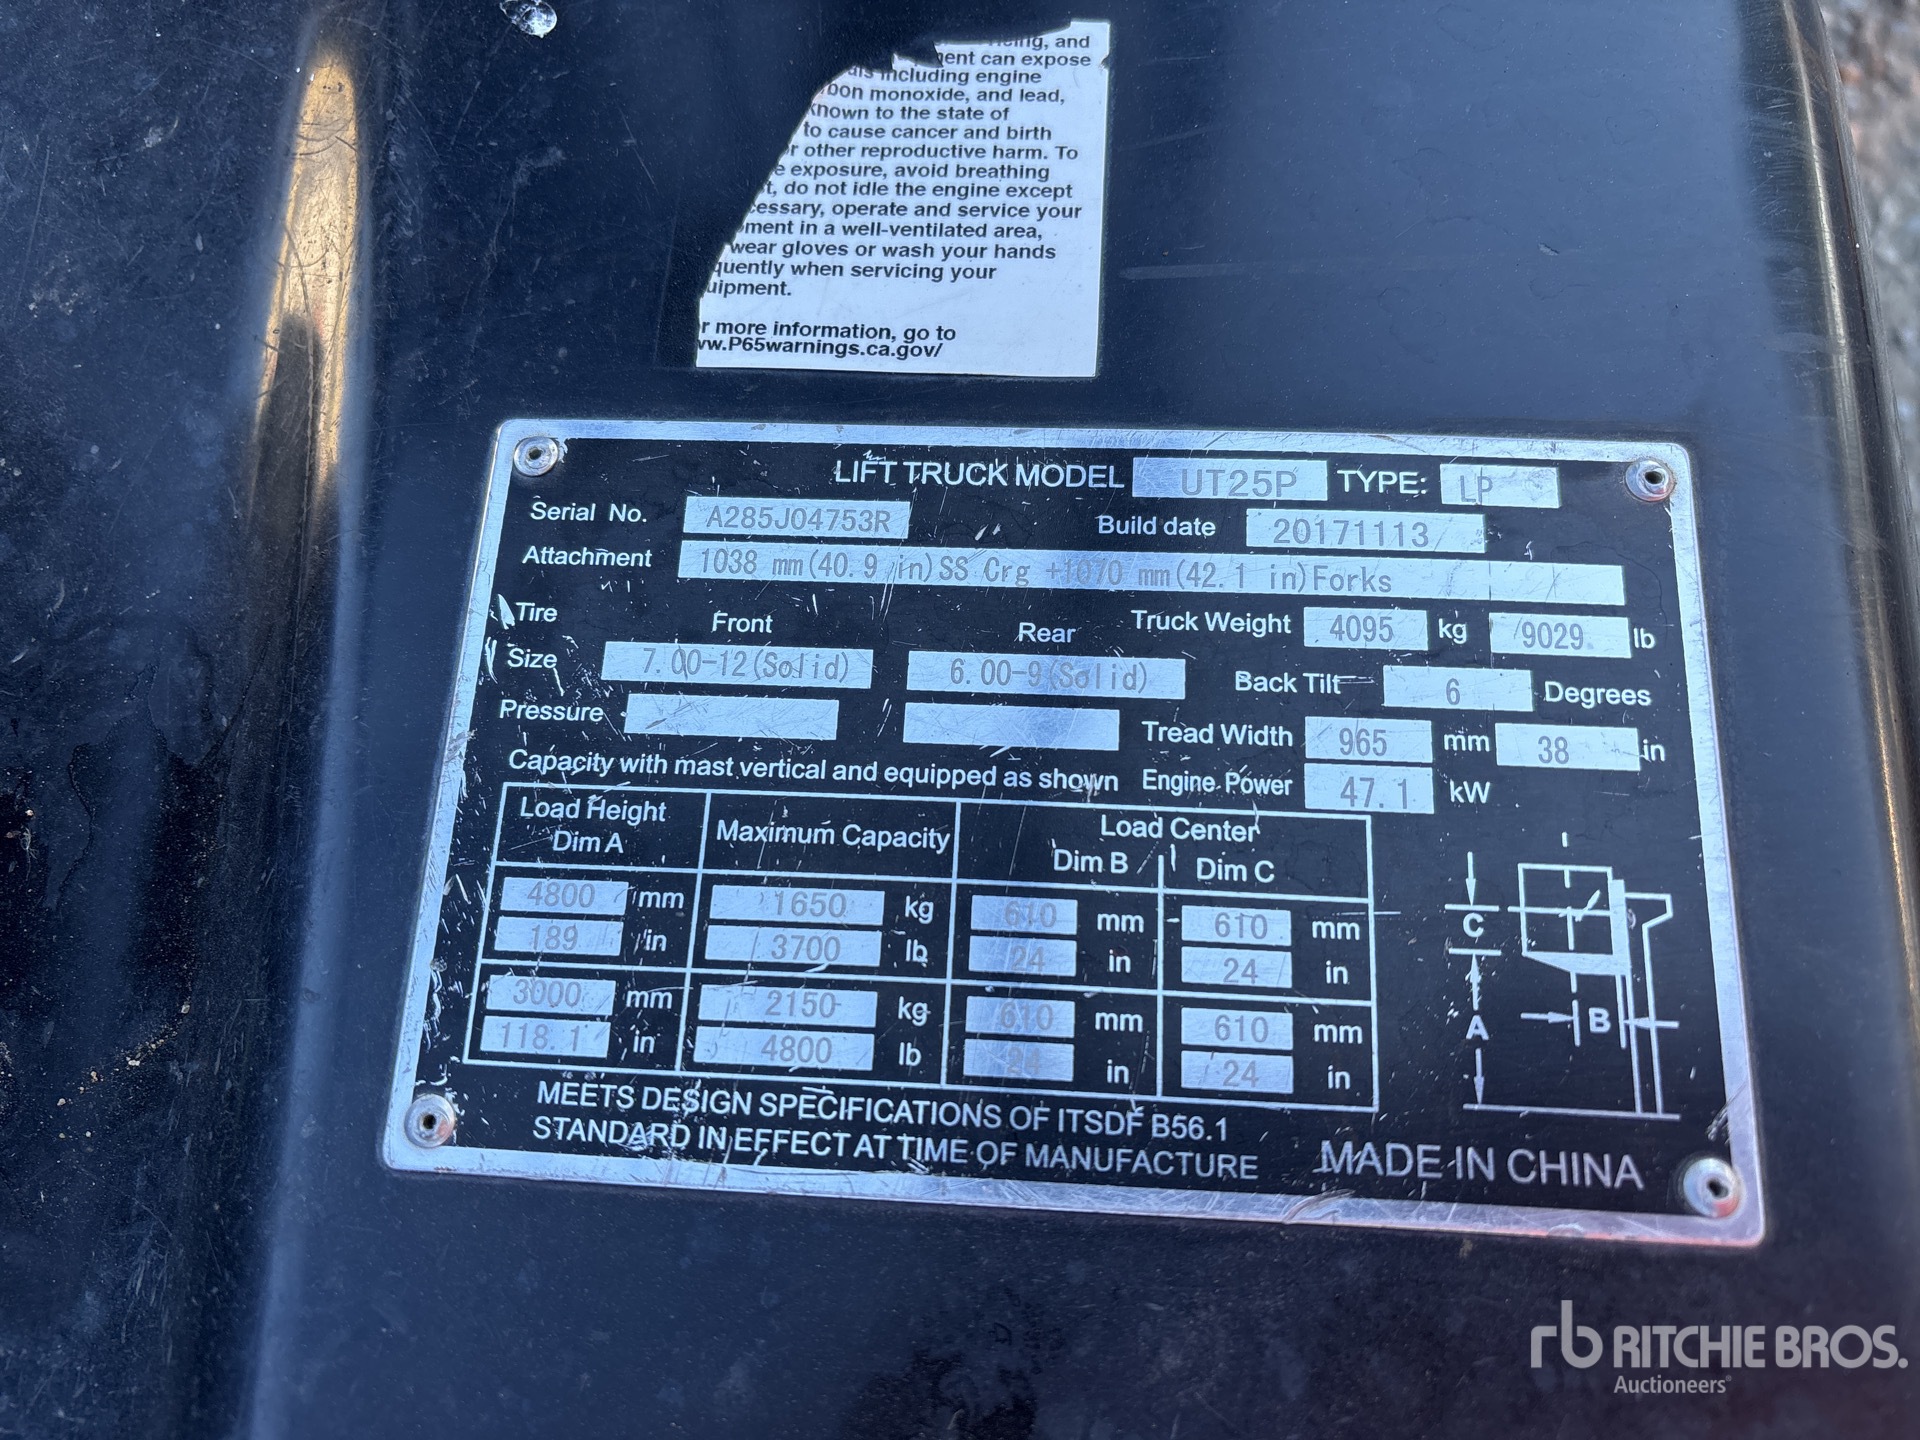 and
can expose
including engine
monoxide, and lead,
known to the state of
to cause cancer and birth
other reproductive harm. To
exposure, avoid breathing
do not idle the engine except
operate and service your
in a well-ventilated area,
wear gloves or wash your hands
when servicing your
more information, go to
P65warnings.ca.gov/
LIFT TRUCK MODEL UT25P TYPE: LP
Serial No. A285J04753R Build date 20171113
Attachment 1038 mm(40.9 in)SS Crg +1070 mm(42.1 in)Forks
Tire Front Rear Truck Weight 4095 kg 9029 lb
Size 7.00-12(Solid) 6.00-9(Solid) Back Tilt 6 Degrees
Pressure Tread Width 965 mm 38 in
Capacity with mast vertical and equipped as shown Engine Power 47.1 kW
Load Height Maximum Capacity Load Center
Dim A Dim B Dim C
4800 mm 1650 kg 610 mm 610 mm
189 in 3700 lb 24 in 24 in
3000 mm 2150 kg 610 mm 610 mm
118.1 in 4800 lb 24 in 24 in
C
A B
MEETS DESIGN SPECIFICATIONS OF ITSDF B56.1
STANDARD IN EFFECT AT TIME OF MANUFACTURE MADE IN CHINA
rb RITCHIE BROS.
Auctioneers